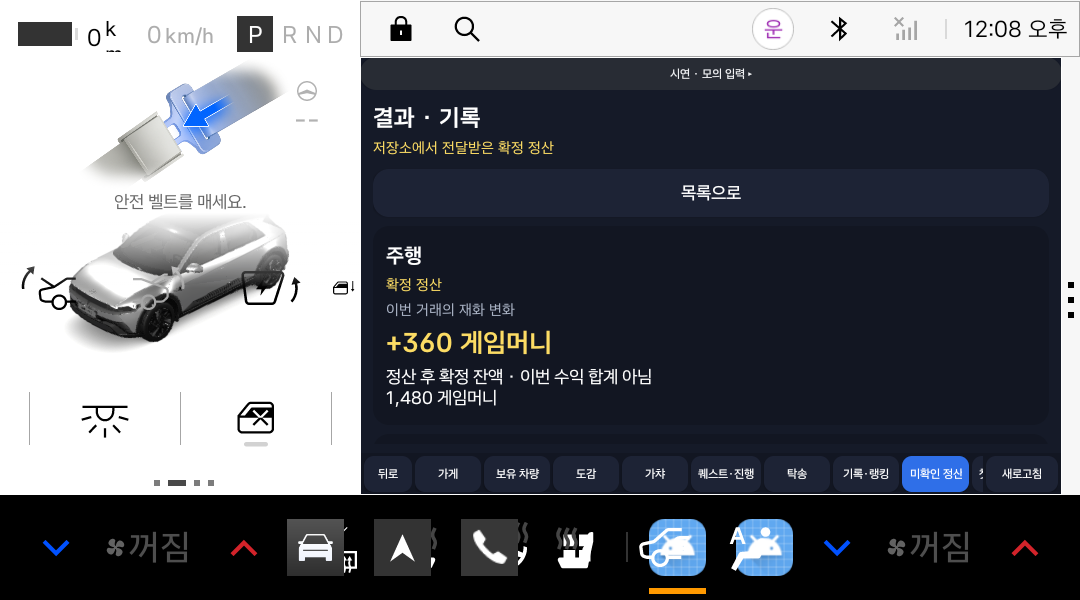 0 k
0 km/h
P R N D
운
12:08 오후
안전 벨트를 매세요.
시연 · 모의 입력 ▸
결과 · 기록
저장소에서 전달받은 확정 정산
목록으로
주행
확정 정산
이번 거래의 재화 변화
+360 게임머니
정산 후 확정 잔액 · 이번 수익 합계 아님
1,480 게임머니
뒤로 가게 보유 차량 도감 가챠 퀘스트·진행 탁송 기록·랭킹 미확인 정산 새로고침
꺼짐 A 꺼짐